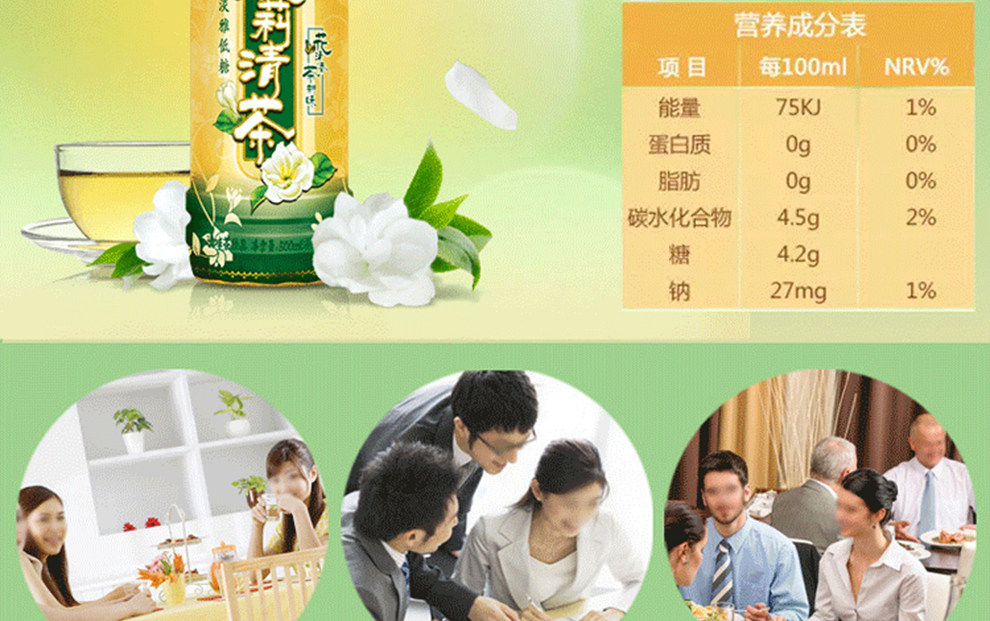 淡雅低糖
莉清茶
营养成分表
项 目 每100ml NRV%
能量 75KJ 1%
蛋白质 0g 0%
脂肪 0g 0%
碳水化合物 4.5g 2%
糖 4.2g
钠 27mg 1%